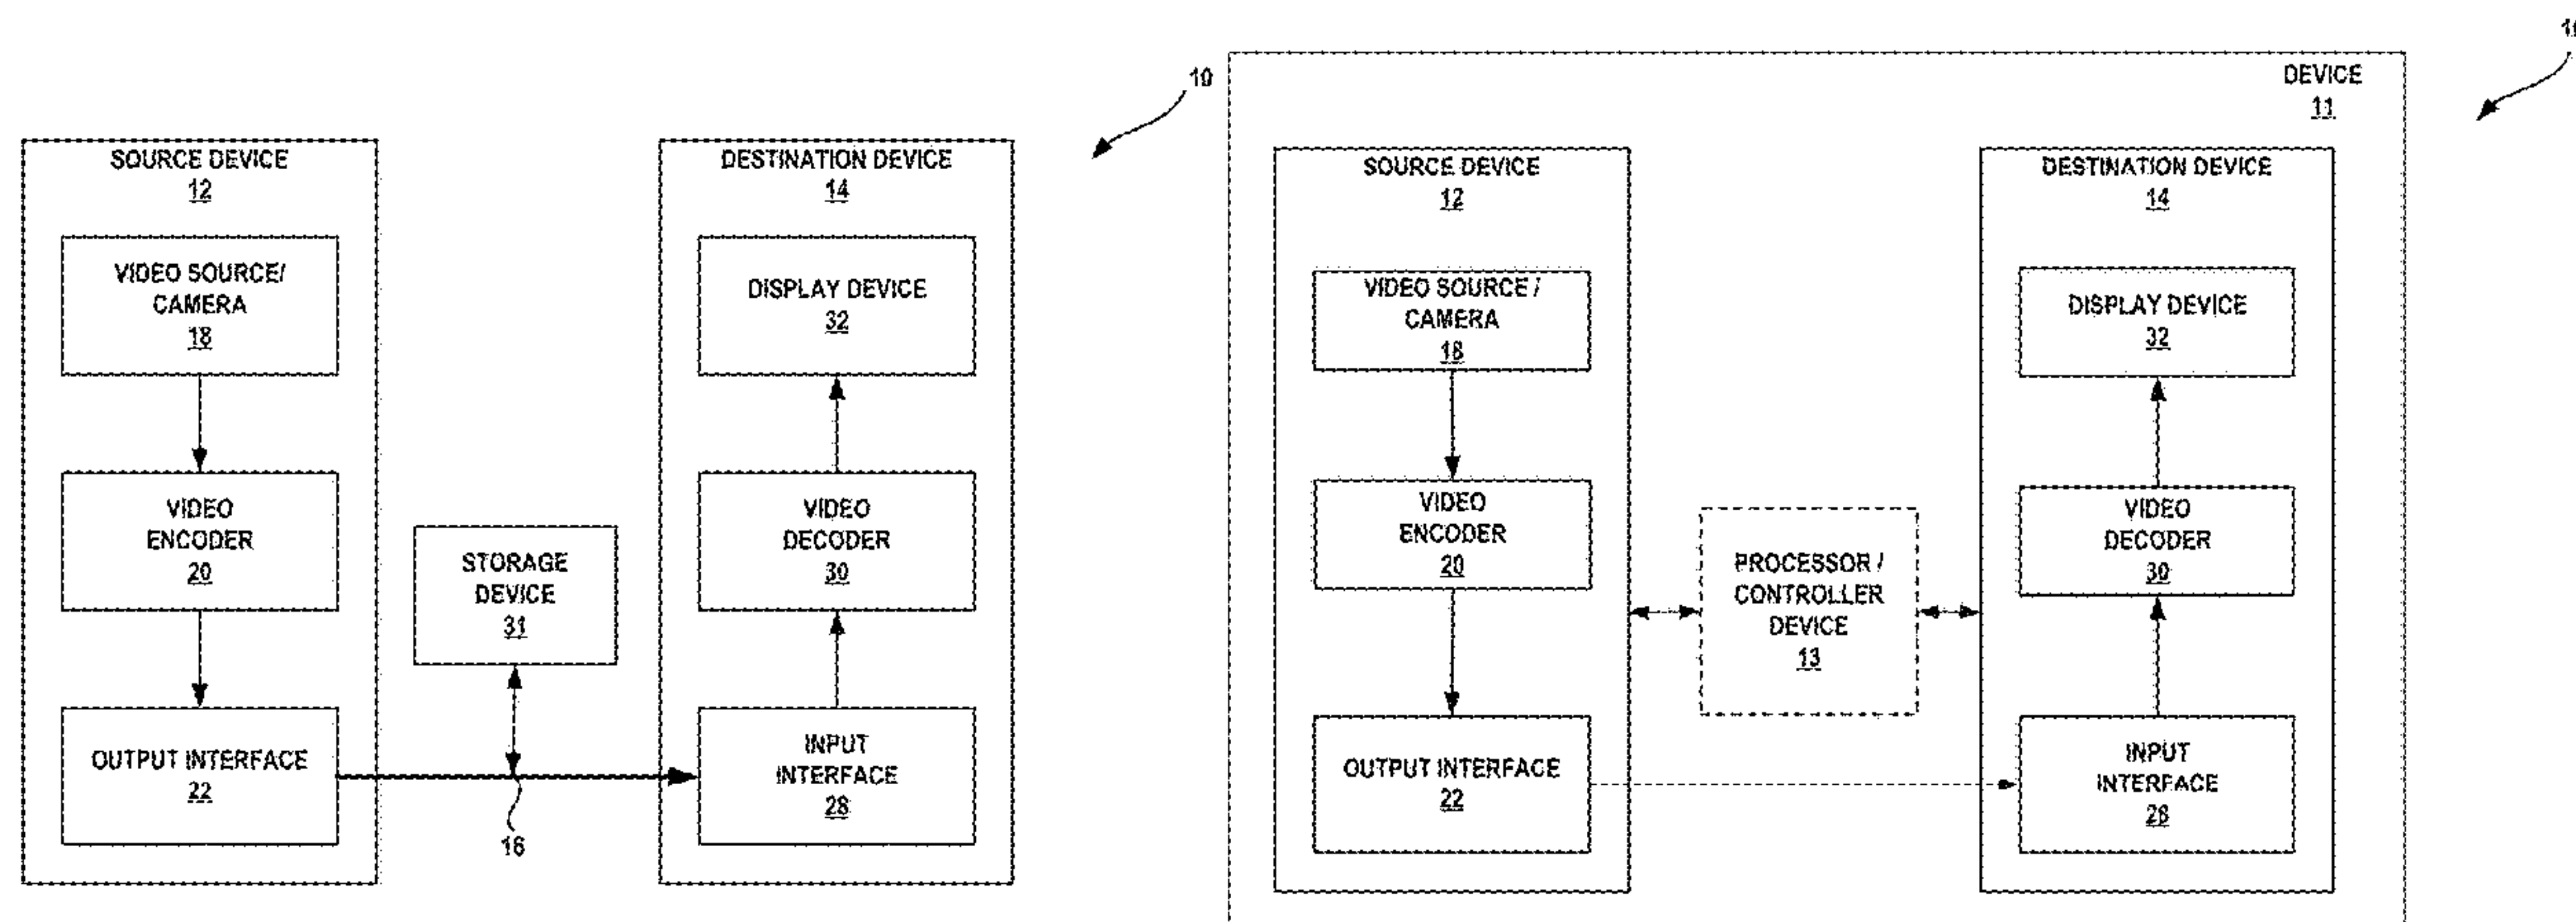 10
SOURCE DEVICE
12
VIDEO SOURCE/
CAMERA
18
VIDEO
ENCODER
20
OUTPUT INTERFACE
22
STORAGE
DEVICE
31
16
DESTINATION DEVICE
14
DISPLAY DEVICE
32
VIDEO
DECODER
30
INPUT
INTERFACE
28
DEVICE
11
SOURCE DEVICE
12
VIDEO SOURCE /
CAMERA
18
VIDEO
ENCODER
20
OUTPUT INTERFACE
22
PROCESSOR /
CONTROLLER
DEVICE
13
DESTINATION DEVICE
14
DISPLAY DEVICE
32
VIDEO
DECODER
30
INPUT
INTERFACE
28